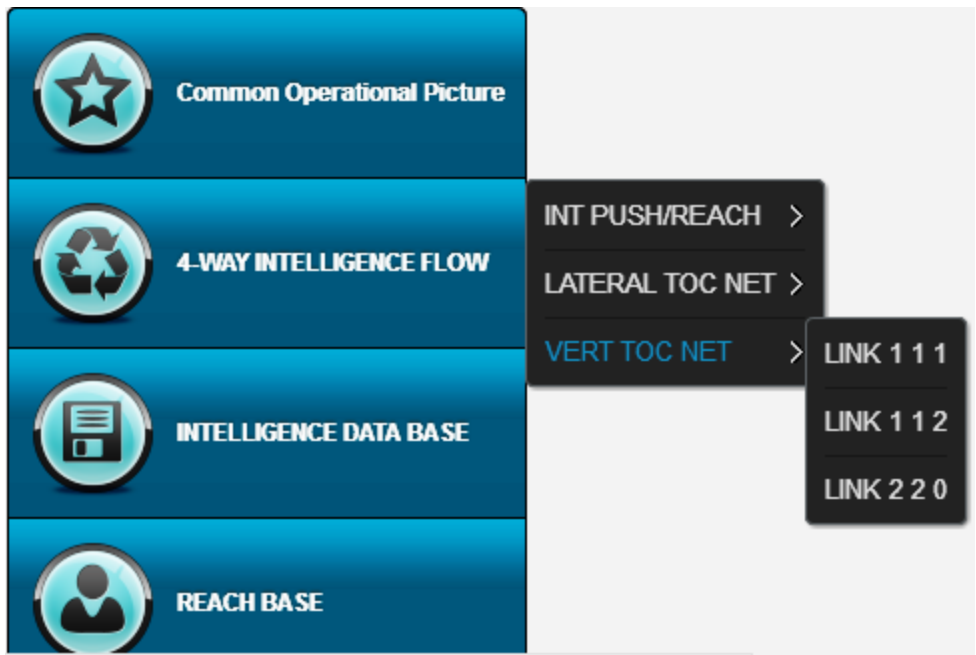 Common Operational Picture
4-WAY INTELLIGENCE FLOW
INT PUSH/REACH >
LATERAL TOC NET >
VERT TOC NET >
LINK 1 1 1
LINK 1 1 2
LINK 2 2 0
INTELLIGENCE DATA BASE
REACH BASE